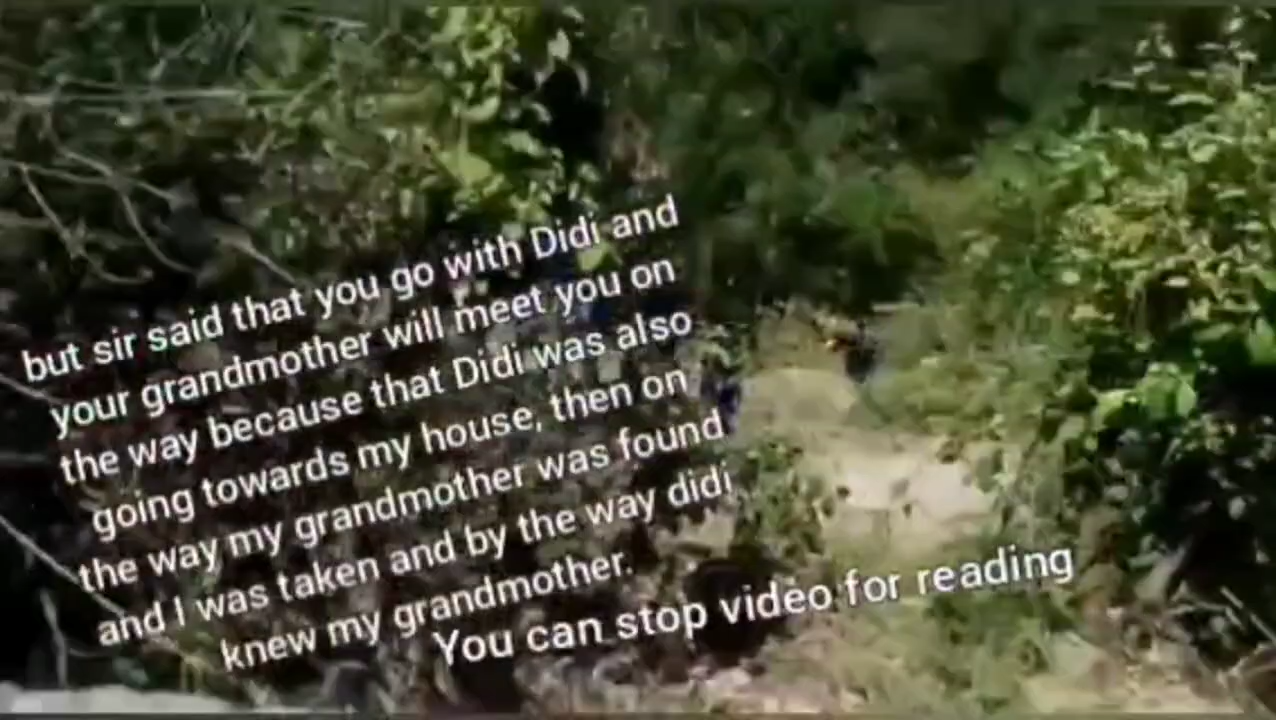 but sir said that you go with Didi and
your grandmother will meet you on
the way because that Didi was also
going towards my house, then on
the way my grandmother was found
and I was taken and by the way didi
knew my grandmother.
You can stop video for reading